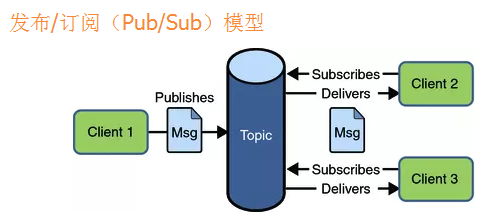 发布/订阅（Pub/Sub）模型
Publishes
Client 1
Msg
Topic
Subscribes
Delivers
Client 2
Msg
Subscribes
Delivers
Client 3